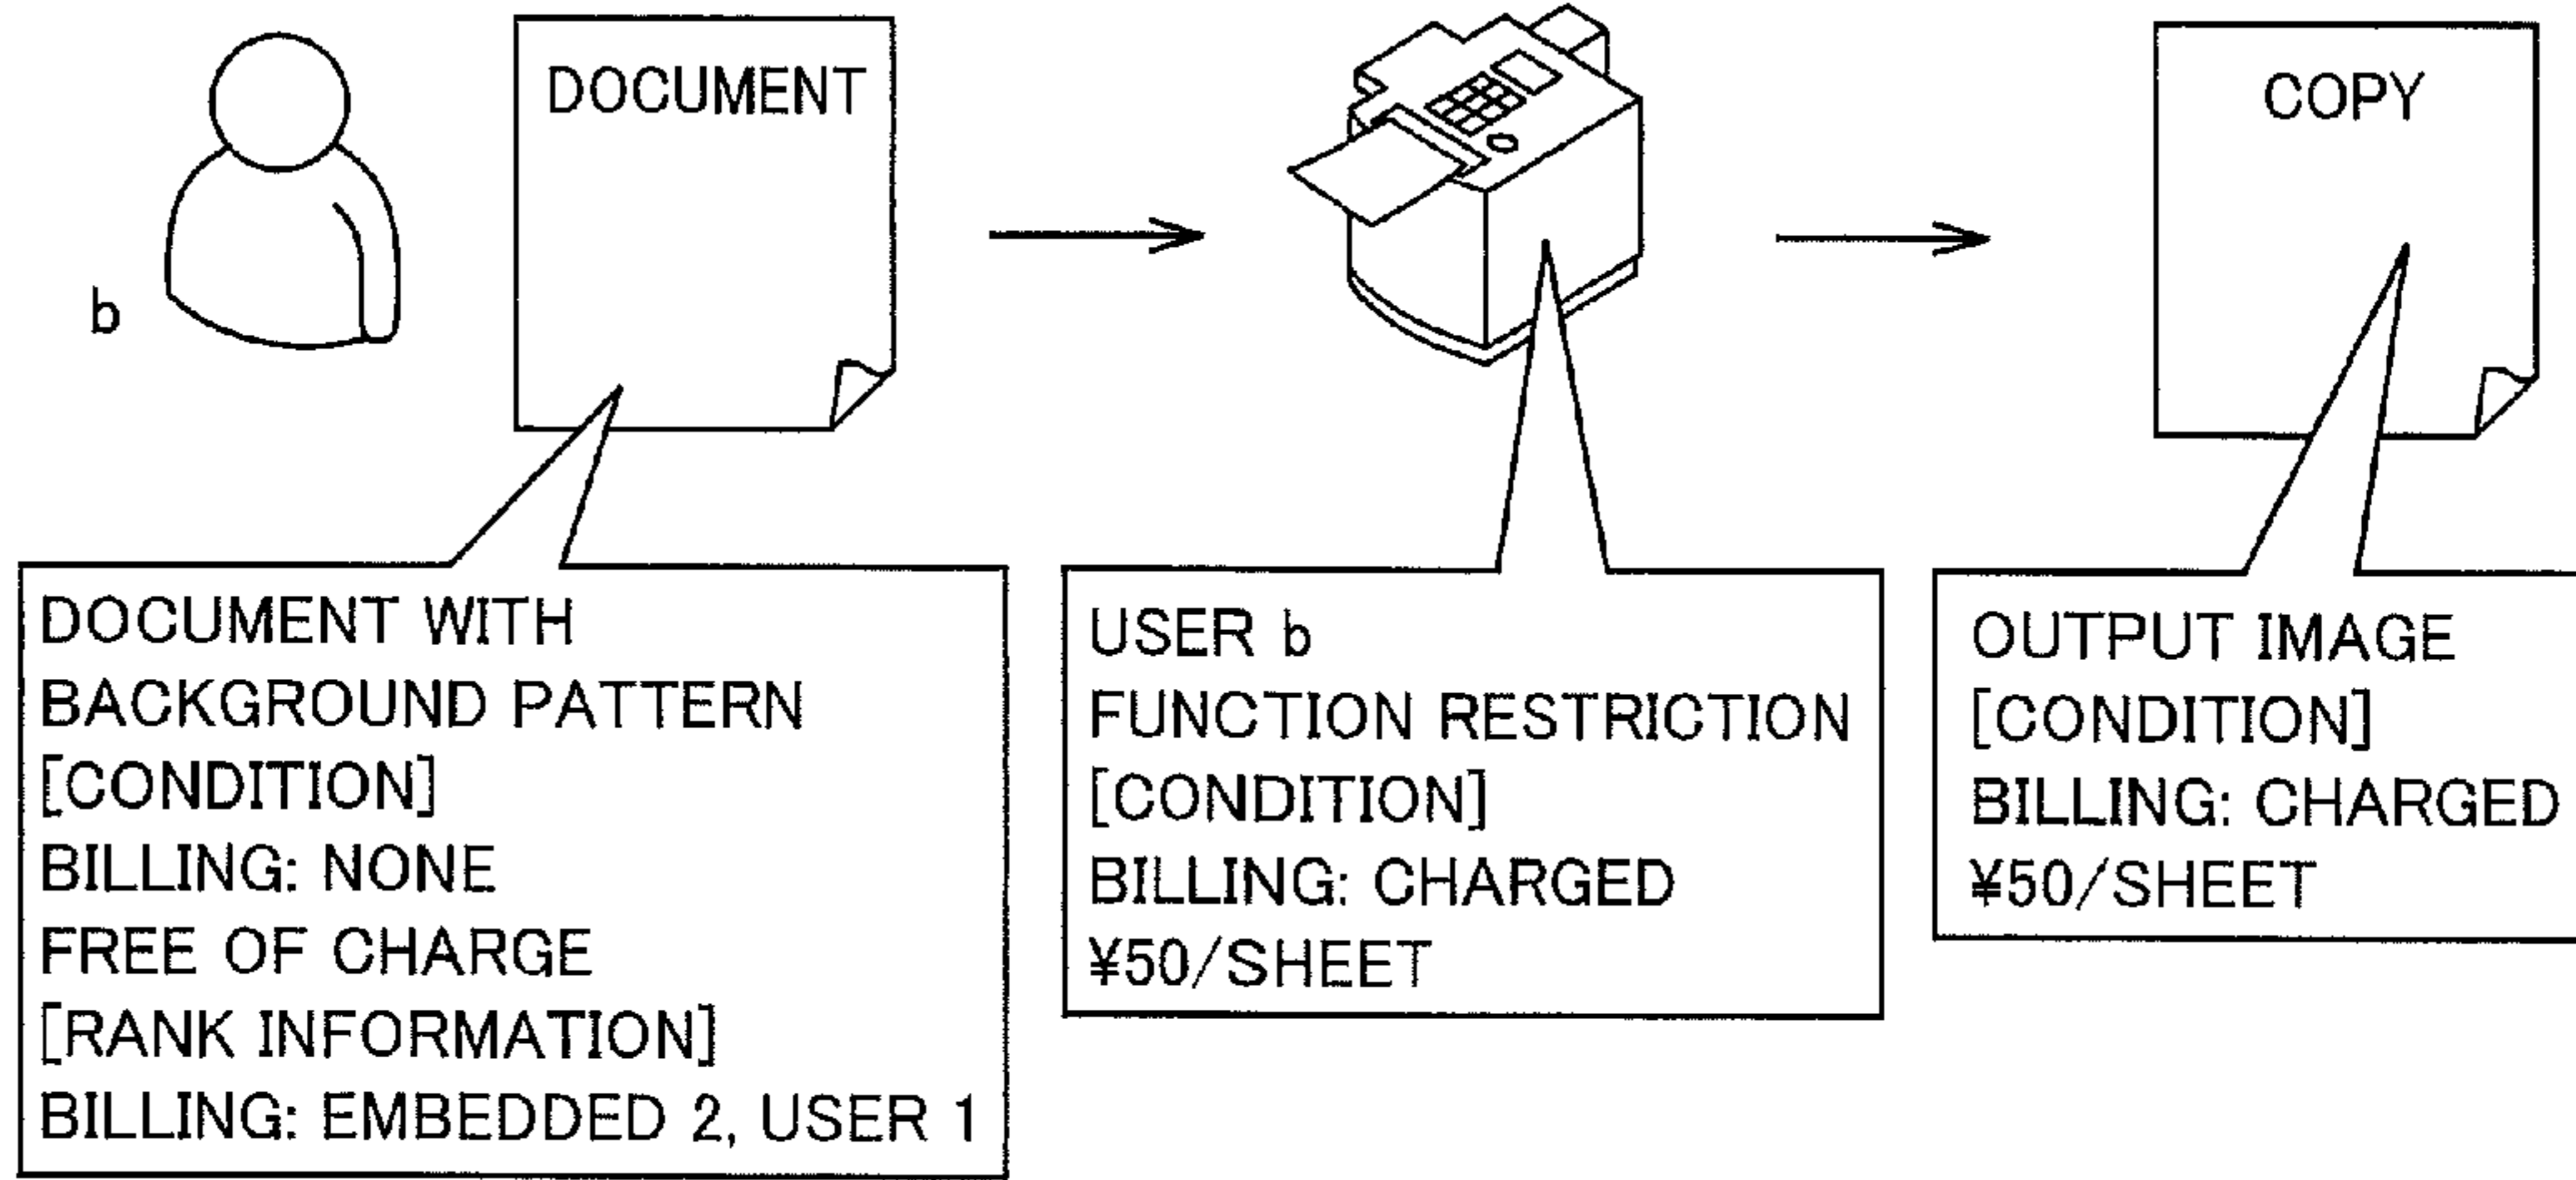 DOCUMENT
COPY
b
DOCUMENT WITH
BACKGROUND PATTERN
[CONDITION]
BILLING: NONE
FREE OF CHARGE
[RANK INFORMATION]
BILLING: EMBEDDED 2, USER 1
USER b
FUNCTION RESTRICTION
[CONDITION]
BILLING: CHARGED
¥50/SHEET
OUTPUT IMAGE
[CONDITION]
BILLING: CHARGED
¥50/SHEET